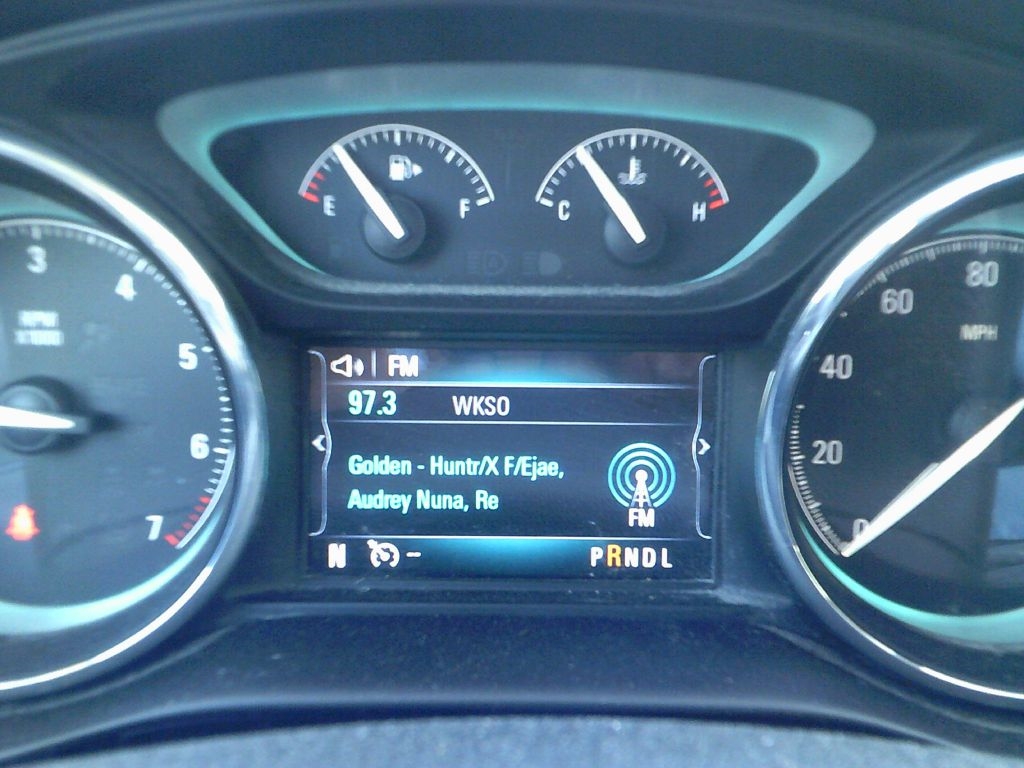 E F
C H
3
4
5
6
7
RPM
X1000
FM
97.3 WKSO
Golden - Huntr/X F/Ejae,
Audrey Nuna, Re
FM
N -- PRNDL
80
60
40
20
0
MPH